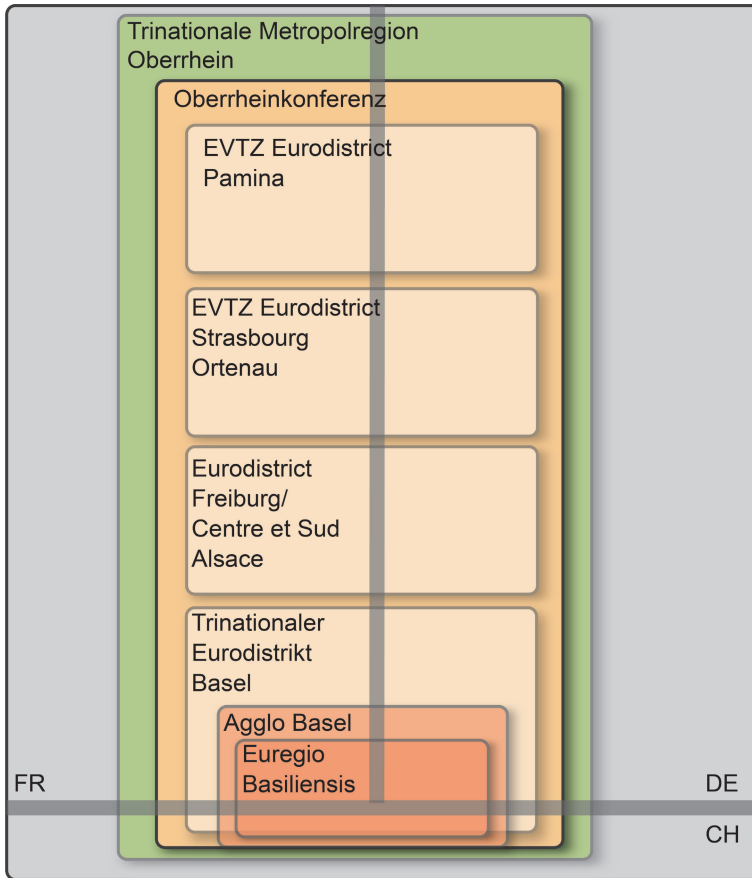 Trinationale Metropolregion
Oberrhein
Oberrheinkonferenz
EVTZ Eurodistrict
Pamina
EVTZ Eurodistrict
Strasbourg
Ortenau
Eurodistrict
Freiburg/
Centre et Sud
Alsace
Trinationaler
Eurodistrikt
Basel
Agglo Basel
Euregio
Basiliensis
FR
DE
CH